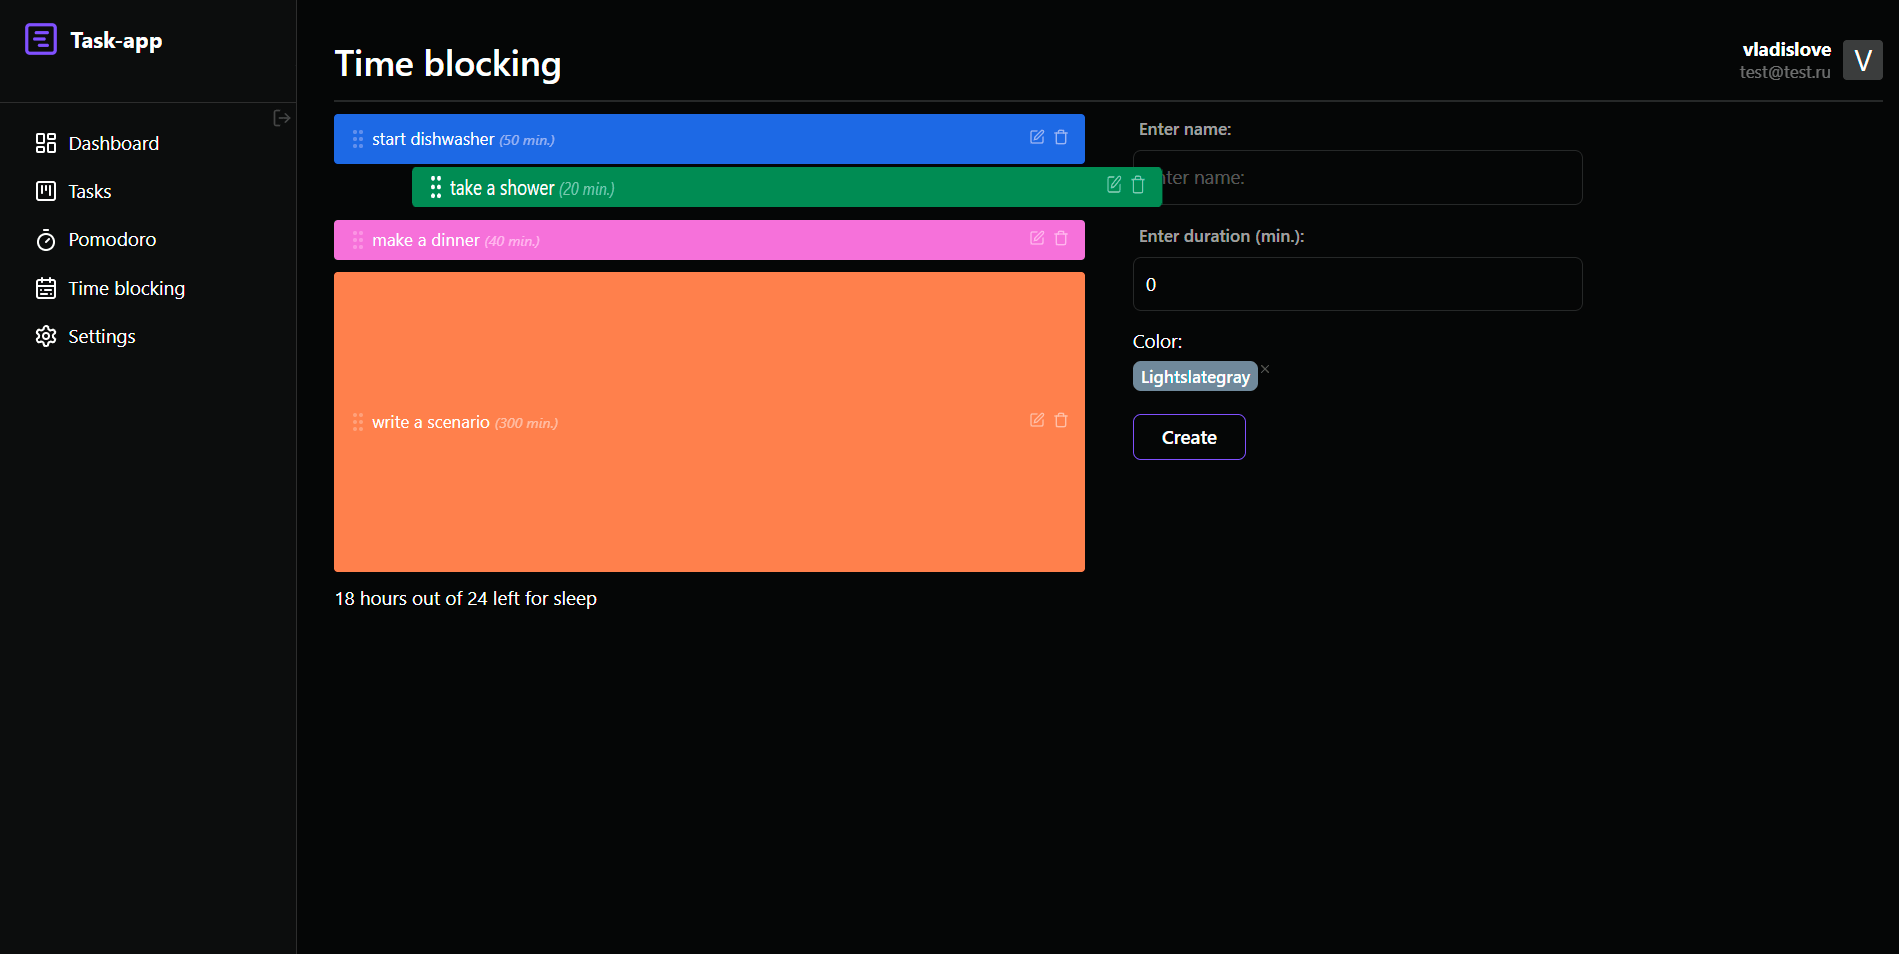 Task-app
Dashboard
Tasks
Pomodoro
Time blocking
Settings
Time blocking
vladislove
test@test.ru
V
start dishwasher (50 min.)
take a shower (20 min.)
make a dinner (40 min.)
write a scenario (300 min.)
18 hours out of 24 left for sleep
Enter name:
ter name:
Enter duration (min.):
0
Color:
Lightslategray ×
Create